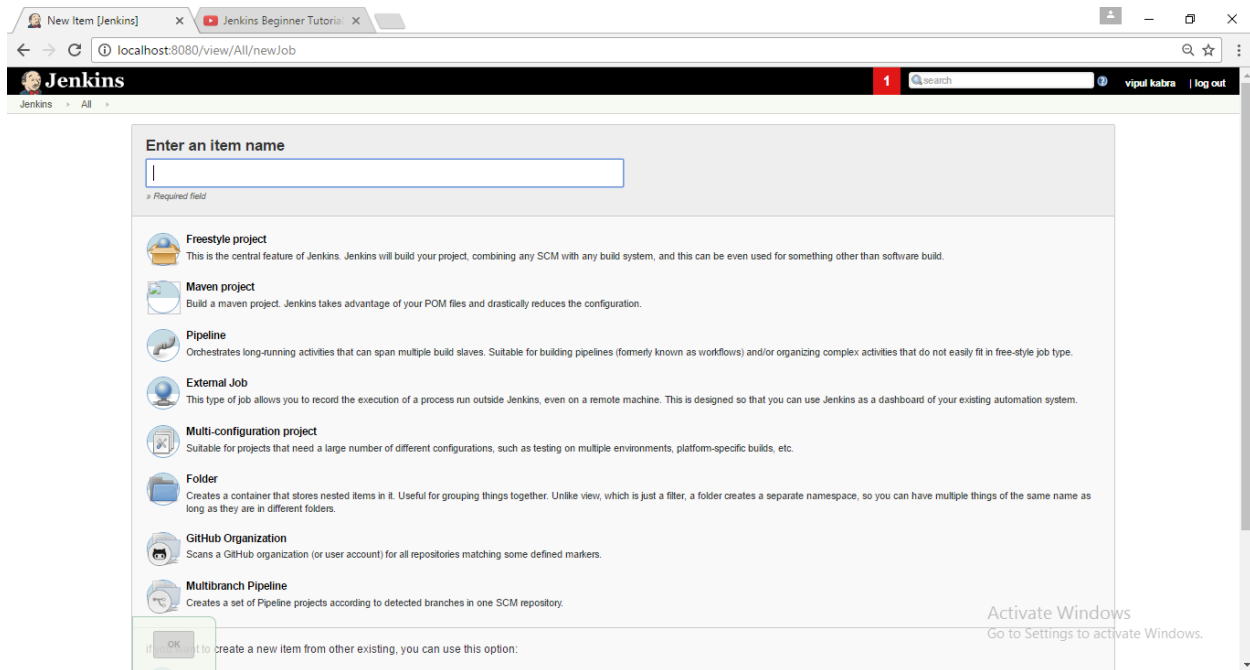 New Item [Jenkins]
Jenkins Beginner Tutorial
localhost:8080/view/All/newJob
Jenkins
1
search
vipul kabra
| log out
Jenkins
All
Enter an item name
» Required field
Freestyle project
This is the central feature of Jenkins. Jenkins will build your project, combining any SCM with any build system, and this can be even used for something other than software build.
Maven project
Build a maven project. Jenkins takes advantage of your POM files and drastically reduces the configuration.
Pipeline
Orchestrates long-running activities that can span multiple build slaves. Suitable for building pipelines (formerly known as workflows) and/or organizing complex activities that do not easily fit in free-style job type.
External Job
This type of job allows you to record the execution of a process run outside Jenkins, even on a remote machine. This is designed so that you can use Jenkins as a dashboard of your existing automation system.
Multi-configuration project
Suitable for projects that need a large number of different configurations, such as testing on multiple environments, platform-specific builds, etc.
Folder
Creates a container that stores nested items in it. Useful for grouping things together. Unlike view, which is just a filter, a folder creates a separate namespace, so you can have multiple things of the same name as
long as they are in different folders.
GitHub Organization
Scans a GitHub organization (or user account) for all repositories matching some defined markers.
Multibranch Pipeline
Creates a set of Pipeline projects according to detected branches in one SCM repository.
Activate Windows
Go to Settings to activate Windows.
OK
if you want to create a new item from other existing, you can use this option: